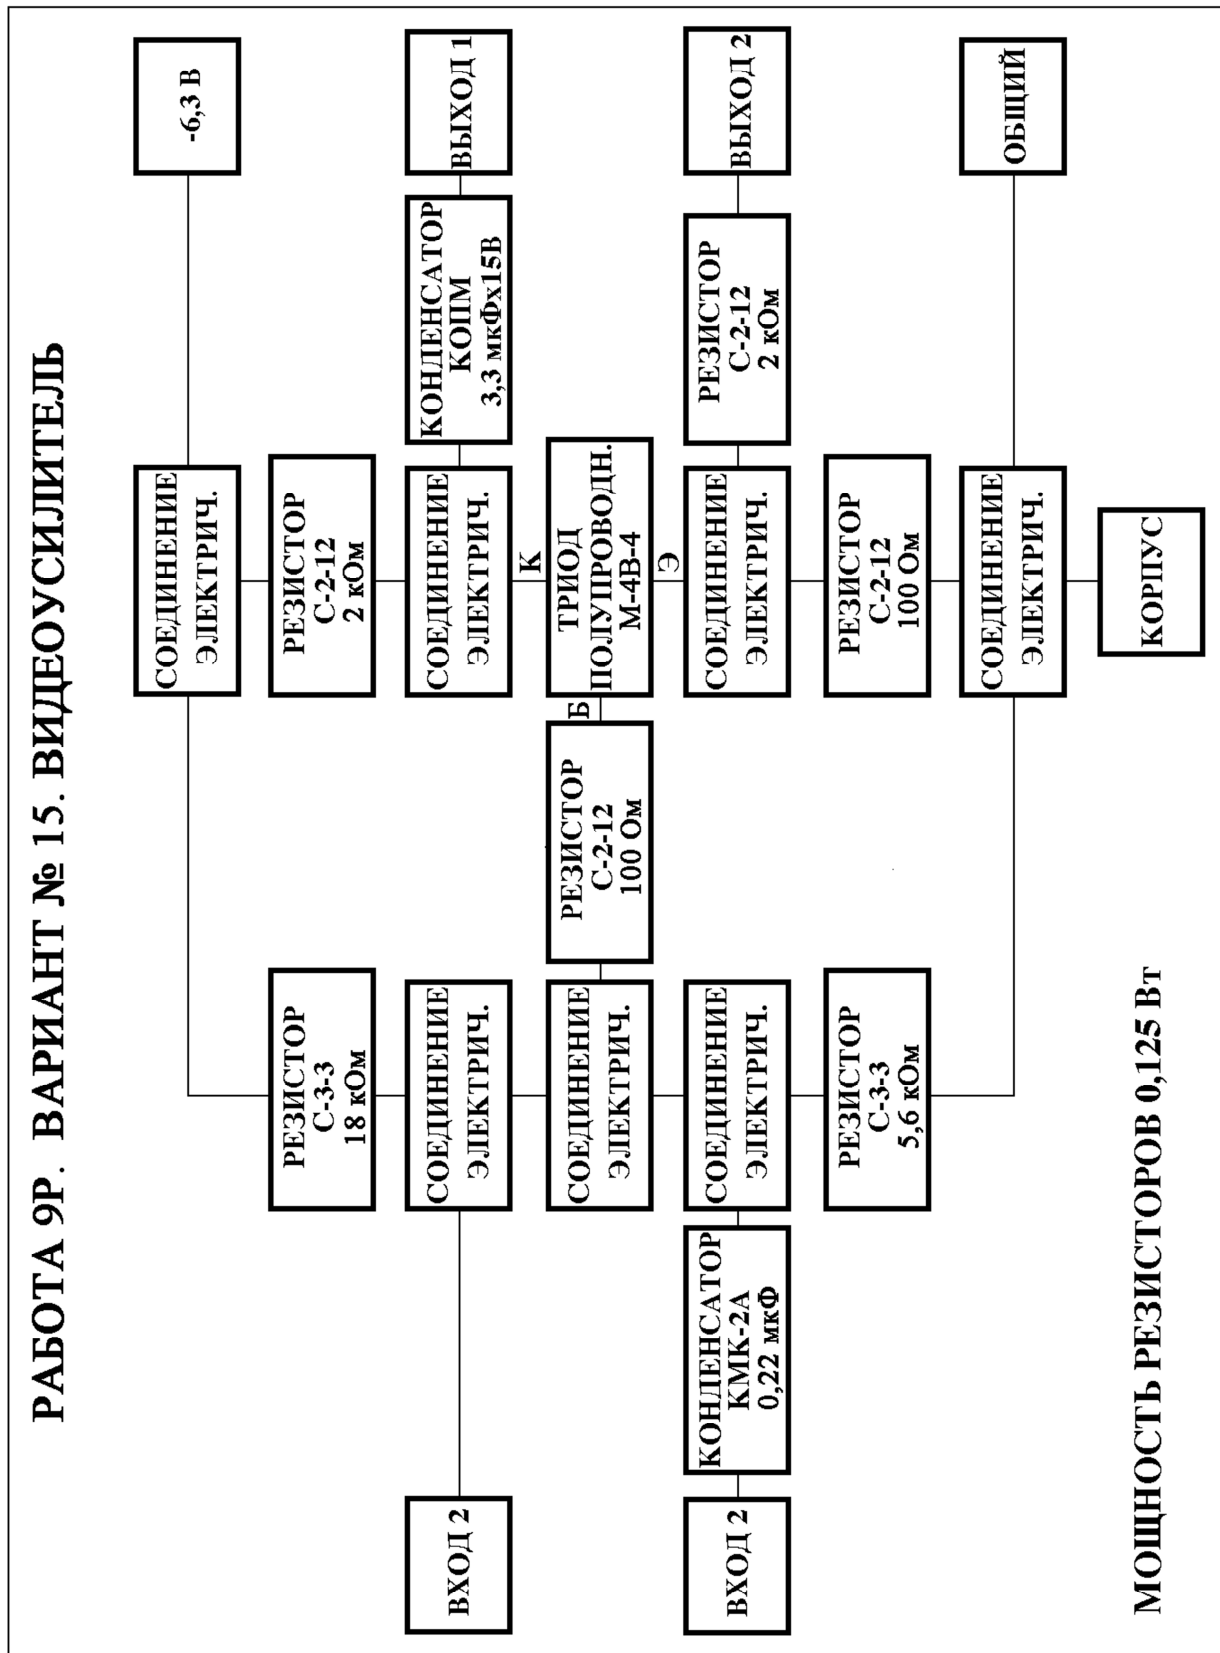 РАБОТА 9Р. ВАРИАНТ № 15. ВИДЕОУСИЛИТЕЛЬ
СОЕДИНЕНИЕ
ЭЛЕКТРИЧ.
-6,3 В
РЕЗИСТОР
С-3-3
18 кОм
РЕЗИСТОР
С-2-12
2 кОм
ВХОД 2
СОЕДИНЕНИЕ
ЭЛЕКТРИЧ.
СОЕДИНЕНИЕ
ЭЛЕКТРИЧ.
КОНДЕНСАТОР
КОПМ
3,3 мкФх15В
ВЫХОД 1
К
СОЕДИНЕНИЕ
ЭЛЕКТРИЧ.
РЕЗИСТОР
С-2-12
100 Ом
Б
ТРИОД
ПОЛУПРОВОДН.
М-4В-4
Э
ВХОД 2
КОНДЕНСАТОР
КМК-2А
0,22 мкФ
СОЕДИНЕНИЕ
ЭЛЕКТРИЧ.
СОЕДИНЕНИЕ
ЭЛЕКТРИЧ.
РЕЗИСТОР
С-2-12
2 кОм
ВЫХОД 2
РЕЗИСТОР
С-3-3
5,6 кОм
РЕЗИСТОР
С-2-12
100 Ом
СОЕДИНЕНИЕ
ЭЛЕКТРИЧ.
ОБЩИЙ
КОРПУС
МОЩНОСТЬ РЕЗИСТОРОВ 0,125 Вт